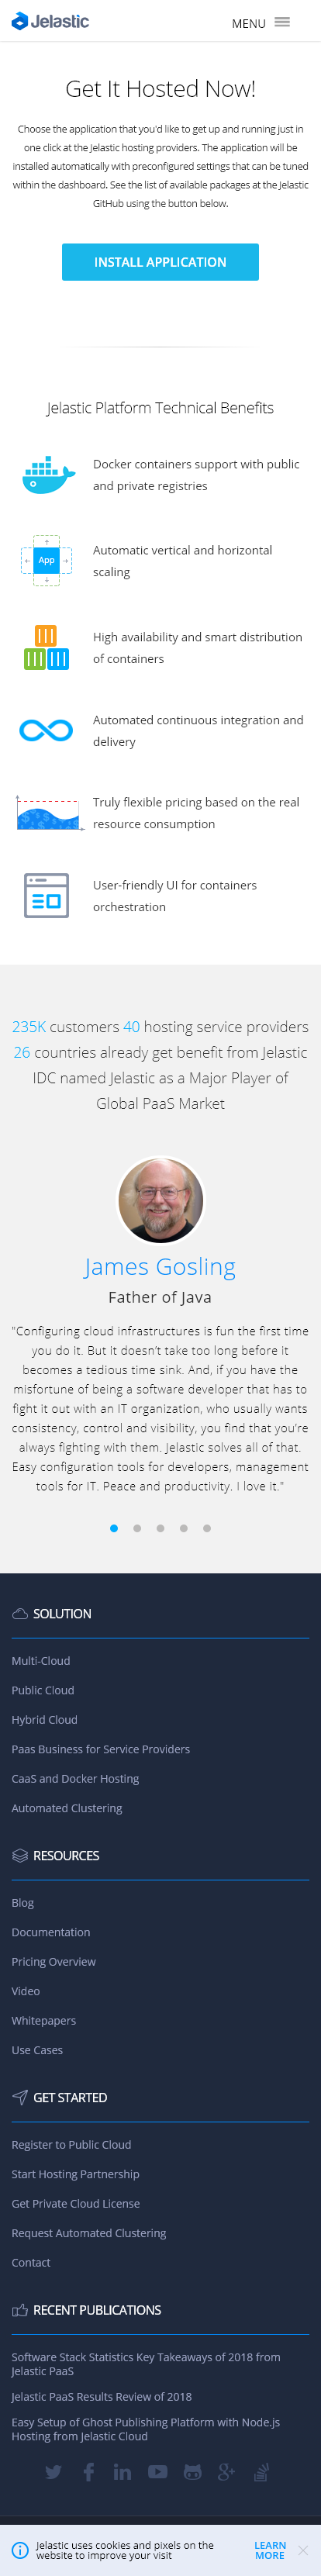 Jelastic
MENU
Get It Hosted Now!
Choose the application that you'd like to get up and running just in
one click at the Jelastic hosting providers. The application will be
installed automatically with preconfigured settings that can be tuned
within the dashboard. See the list of available packages at the Jelastic
GitHub using the button below.
INSTALL APPLICATION
Jelastic Platform Technical Benefits
Docker containers support with public
and private registries
App
Automatic vertical and horizontal
scaling
High availability and smart distribution
of containers
Automated continuous integration and
delivery
Truly flexible pricing based on the real
resource consumption
User-friendly UI for containers
orchestration
235K customers 40 hosting service providers
26 countries already get benefit from Jelastic
IDC named Jelastic as a Major Player of
Global PaaS Market
James Gosling
Father of Java
"Configuring cloud infrastructures is fun the first time
you do it. But it doesn’t take too long before it
becomes a tedious time sink. And, if you have the
misfortune of being a software developer that has to
fight it out with an IT organization, who usually wants
consistency, control and visibility, you find that you’re
always fighting with them. Jelastic solves all of that.
Easy configuration tools for developers, management
tools for IT. Peace and productivity. I love it."
SOLUTION
Multi-Cloud
Public Cloud
Hybrid Cloud
Paas Business for Service Providers
CaaS and Docker Hosting
Automated Clustering
RESOURCES
Blog
Documentation
Pricing Overview
Video
Whitepapers
Use Cases
GET STARTED
Register to Public Cloud
Start Hosting Partnership
Get Private Cloud License
Request Automated Clustering
Contact
RECENT PUBLICATIONS
Software Stack Statistics Key Takeaways of 2018 from
Jelastic PaaS
Jelastic PaaS Results Review of 2018
Easy Setup of Ghost Publishing Platform with Node.js
Hosting from Jelastic Cloud
Jelastic uses cookies and pixels on the
website to improve your visit
LEARN
MORE